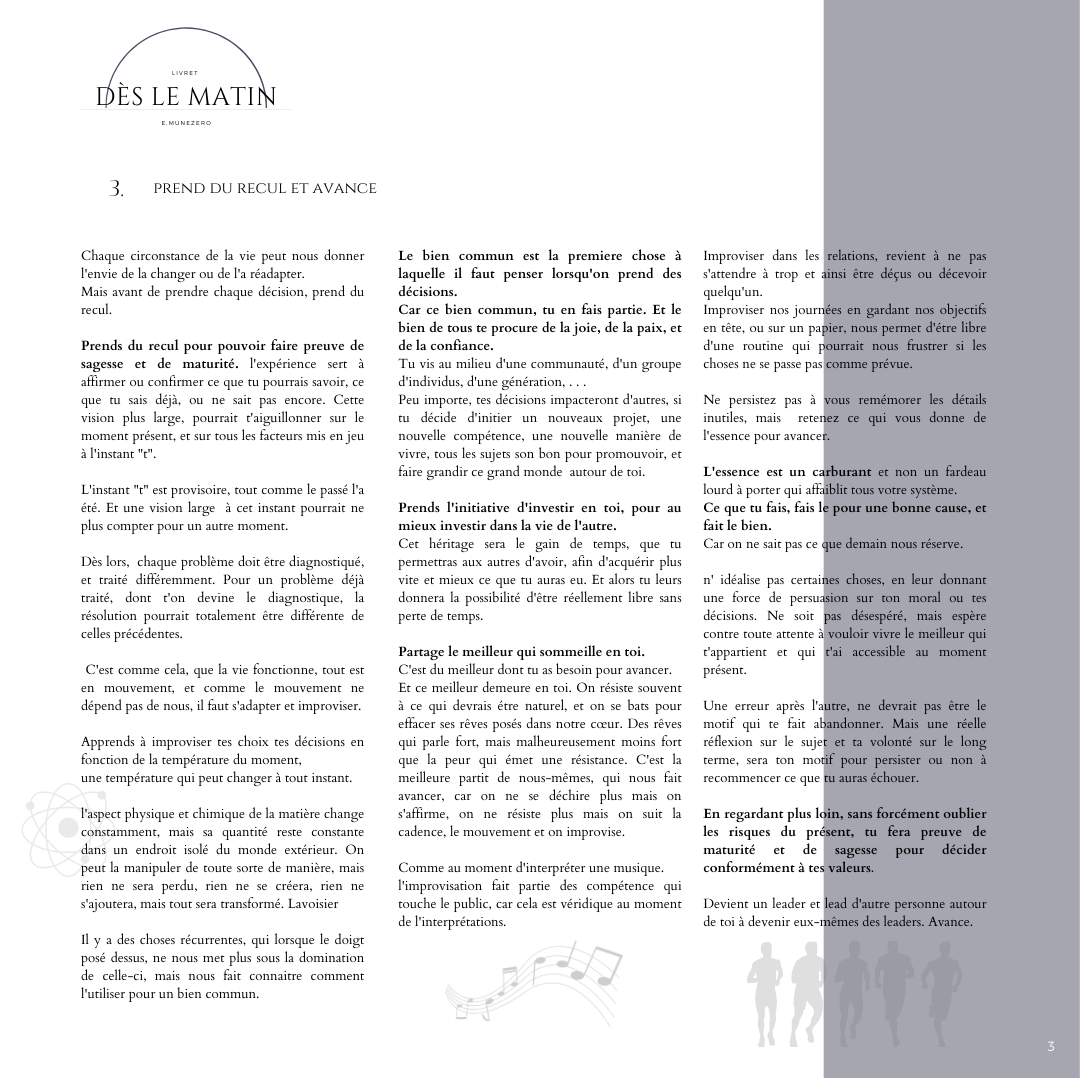 LIVRET
DÈS LE MATIN
E.MUNEZERO
3. PREND DU RECUL ET AVANCE
Chaque circonstance de la vie peut nous donner
l'envie de la changer ou de l'a réadapter.
Mais avant de prendre chaque décision, prend du
recul.
Prends du recul pour pouvoir faire preuve de
sagesse et de maturité. l'expérience sert à
affirmer ou confirmer ce que tu pourrais savoir, ce
que tu sais déjà, ou ne sait pas encore. Cette
vision plus large, pourrait t'aiguillonner sur le
moment présent, et sur tous les facteurs mis en jeu
à l'instant "t".
L'instant "t" est provisoire, tout comme le passé l'a
été. Et une vision large à cet instant pourrait ne
plus compter pour un autre moment.
Dès lors, chaque problème doit être diagnostiqué,
et traité différemment. Pour un problème déjà
traité, dont t'on devine le diagnostique, la
résolution pourrait totalement être différente de
celles précédentes.
C'est comme cela, que la vie fonctionne, tout est
en mouvement, et comme le mouvement ne
dépend pas de nous, il faut s'adapter et improviser.
Apprends à improviser tes choix tes décisions en
fonction de la température du moment,
une température qui peut changer à tout instant.
l'aspect physique et chimique de la matière change
constamment, mais sa quantité reste constante
dans un endroit isolé du monde extérieur. On
peut la manipuler de toute sorte de manière, mais
rien ne sera perdu, rien ne se créera, rien ne
s'ajoutera, mais tout sera transformé. Lavoisier
Il y a des choses récurrentes, qui lorsque le doigt
posé dessus, ne nous met plus sous la domination
de celle-ci, mais nous fait connaitre comment
l'utiliser pour un bien commun.
Le bien commun est la premiere chose à
laquelle il faut penser lorsqu'on prend des
décisions.
Car ce bien commun, tu en fais partie. Et le
bien de tous te procure de la joie, de la paix, et
de la confiance.
Tu vis au milieu d'une communauté, d'un groupe
d'individus, d'une génération, . . .
Peu importe, tes décisions impacteront d'autres, si
tu décide d'initier un nouveaux projet, une
nouvelle compétence, une nouvelle manière de
vivre, tous les sujets son bon pour promouvoir, et
faire grandir ce grand monde autour de toi.
Prends l'initiative d'investir en toi, pour au
mieux investir dans la vie de l'autre.
Cet héritage sera le gain de temps, que tu
permettras aux autres d'avoir, afin d'acquérir plus
vite et mieux ce que tu auras eu. Et alors tu leurs
donnera la possibilité d'être réellement libre sans
perte de temps.
Partage le meilleur qui sommeille en toi.
C'est du meilleur dont tu as besoin pour avancer.
Et ce meilleur demeure en toi. On résiste souvent
à ce qui devrais étre naturel, et on se bats pour
effacer ses rêves posés dans notre cœur. Des rêves
qui parle fort, mais malheureusement moins fort
que la peur qui émet une résistance. C'est la
meilleure partit de nous-mêmes, qui nous fait
avancer, car on ne se déchire plus mais on
s'affirme, on ne résiste plus mais on suit la
cadence, le mouvement et on improvise.
Comme au moment d'interpréter une musique.
l'improvisation fait partie des compétence qui
touche le public, car cela est véridique au moment
de l'interprétations.
Improviser dans les relations, revient à ne pas
s'attendre à trop et ainsi être déçus ou décevoir
quelqu'un.
Improviser nos journées en gardant nos objectifs
en tête, ou sur un papier, nous permet d'étre libre
d'une routine qui pourrait nous frustrer si les
choses ne se passe pas comme prévue.
Ne persistez pas à vous remémorer les détails
inutiles, mais retenez ce qui vous donne de
l'essence pour avancer.
L'essence est un carburant et non un fardeau
lourd à porter qui affaiblit tous votre système.
Ce que tu fais, fais le pour une bonne cause, et
fait le bien.
Car on ne sait pas ce que demain nous réserve.
n' idéalise pas certaines choses, en leur donnant
une force de persuasion sur ton moral ou tes
décisions. Ne soit pas désespéré, mais espère
contre toute attente à vouloir vivre le meilleur qui
t'appartient et qui t'ai accessible au moment
présent.
Une erreur après l'autre, ne devrait pas être le
motif qui te fait abandonner. Mais une réelle
réflexion sur le sujet et ta volonté sur le long
terme, sera ton motif pour persister ou non à
recommencer ce que tu auras échouer.
En regardant plus loin, sans forcément oublier
les risques du présent, tu fera preuve de
maturité et de sagesse pour décider
conformément à tes valeurs.
Devient un leader et lead d'autre personne autour
de toi à devenir eux-mêmes des leaders. Avance.
3